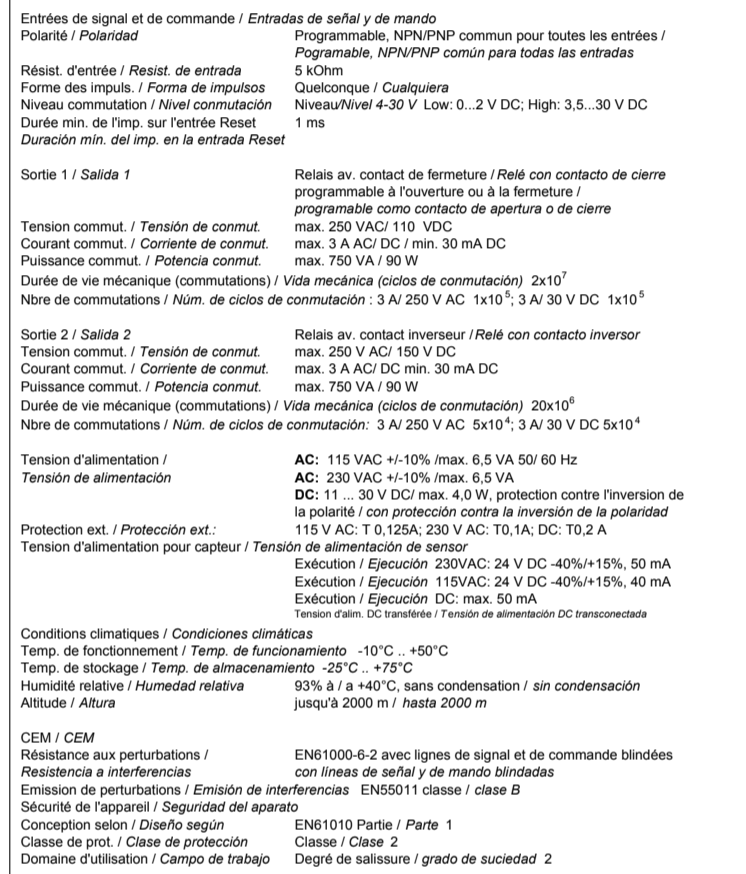 Entrées de signal et de commande / Entradas de señal y de mando
Polarité / Polaridad Programmable, NPN/PNP commun pour toutes les entrées /
Pogramable, NPN/PNP común para todas las entradas
Résist. d'entrée / Resist. de entrada 5 kOhm
Forme des impuls. / Forma de impulsos Quelconque / Cualquiera
Niveau commutation / Nivel conmutación Niveau/Nivel 4-30 V Low: 0...2 V DC; High: 3,5...30 V DC
Durée min. de l'imp. sur l'entrée Reset 1 ms
Duración min. del imp. en la entrada Reset
Sortie 1 / Salida 1 Relais av. contact de fermeture / Relé con contacto de cierre
programmable à l'ouverture ou à la fermeture /
programable como contacto de apertura o de cierre
Tension commut. / Tensión de conmut. max. 250 VAC/ 110 VDC
Courant commut. / Corriente de conmut. max. 3 A AC/ DC / min. 30 mA DC
Puissance commut. / Potencia conmut. max. 750 VA / 90 W
Durée de vie mécanique (commutations) / Vida mecánica (ciclos de conmutación) 2x10⁷
Nbre de commutations / Núm. de ciclos de conmutación : 3 A/ 250 V AC 1x10⁵; 3 A/ 30 V DC 1x10⁵
Sortie 2 / Salida 2 Relais av. contact inverseur / Relé con contacto inversor
Tension commut. / Tensión de conmut. max. 250 V AC/ 150 V DC
Courant commut. / Corriente de conmut. max. 3 A AC/ DC min. 30 mA DC
Puissance commut. / Potencia conmut. max. 750 VA / 90 W
Durée de vie mécanique (commutations) / Vida mecánica (ciclos de conmutación) 20x10⁶
Nbre de commutations / Núm. de ciclos de conmutación: 3 A/ 250 V AC 5x10⁴; 3 A/ 30 V DC 5x10⁴
Tension d'alimentation / AC: 115 VAC +/-10% /max. 6,5 VA 50/ 60 Hz
Tensión de alimentación AC: 230 VAC +/-10% /max. 6,5 VA
DC: 11 ... 30 V DC/ max. 4,0 W, protection contre l'inversion de
la polarité / con protección contra la inversión de la polaridad
Protection ext. / Protección ext.: 115 V AC: T 0,125A; 230 V AC: T0,1A; DC: T0,2 A
Tension d'alimentation pour capteur / Tensión de alimentación de sensor
Exécution / Ejecución 230VAC: 24 V DC -40%/+15%, 50 mA
Exécution / Ejecución 115VAC: 24 V DC -40%/+15%, 40 mA
Exécution / Ejecución DC: max. 50 mA
Tension d'alim. DC transférée / Tensión de alimentación DC transconectada
Conditions climatiques / Condiciones climáticas
Temp. de fonctionnement / Temp. de funcionamiento -10°C .. +50°C
Temp. de stockage / Temp. de almacenamiento -25°C .. +75°C
Humidité relative / Humedad relativa 93% à / a +40°C, sans condensation / sin condensación
Altitude / Altura jusqu'à 2000 m / hasta 2000 m
CEM / CEM
Résistance aux perturbations / EN61000-6-2 avec lignes de signal et de commande blindées
Resistencia a interferencias con líneas de señal y de mando blindadas
Emission de perturbations / Emisión de interferencias EN55011 classe / clase B
Sécurité de l'appareil / Seguridad del aparato
Conception selon / Diseño según EN61010 Partie / Parte 1
Classe de prot. / Clase de protección Classe / Clase 2
Domaine d'utilisation / Campo de trabajo Degré de salissure / grado de suciedad 2